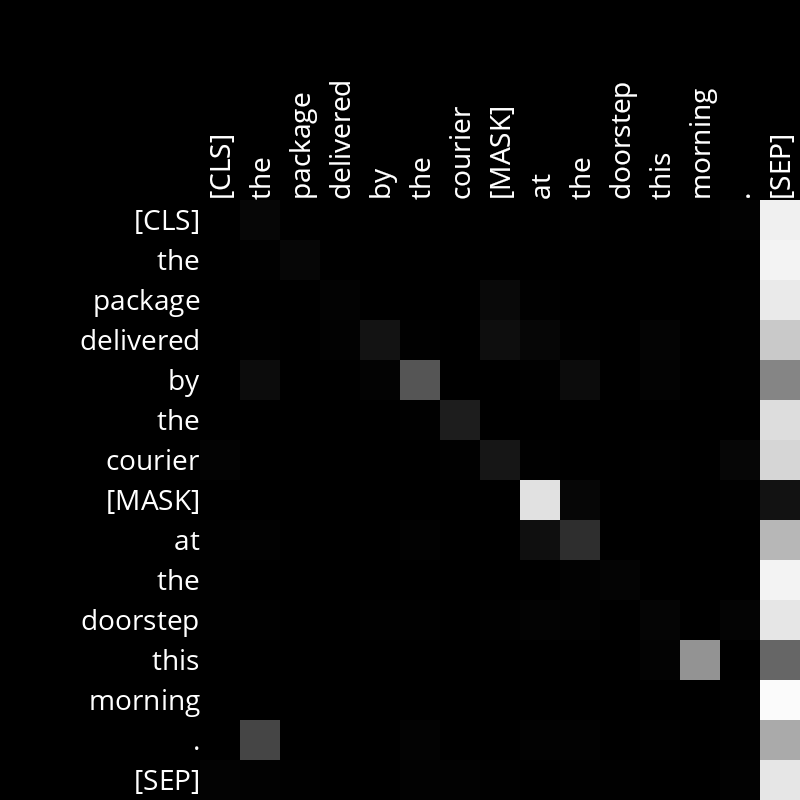 [CLS] the package delivered by the courier [MASK] at the doorstep this morning . [SEP]
[CLS]
the
package
delivered
by
the
courier
[MASK]
at
the
doorstep
this
morning
.
[SEP]